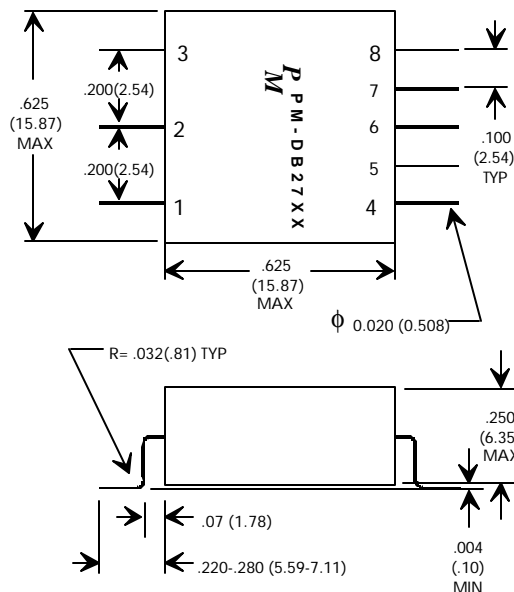 3
8
.200(2.54)
7
.625
(15.87)
MAX
2
6
.100
(2.54)
TYP
.200(2.54)
5
1
4
P
M
PM-DB27XX
.625
(15.87)
MAX
ϕ 0.020 (0.508)
R= .032(.81) TYP
.250
(6.35
MAX
.07 (1.78)
.220-.280 (5.59-7.11)
.004
(.10)
MIN